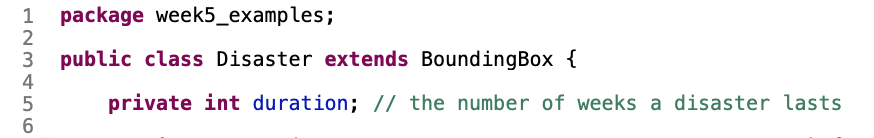 1 package week5_examples;
2
3 public class Disaster extends BoundingBox {
4
5 private int duration; // the number of weeks a disaster lasts
6